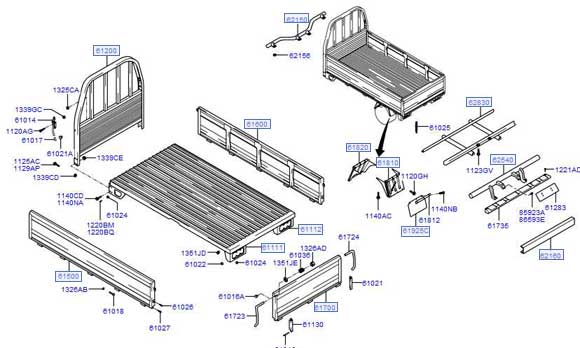 62150
62156
61200
1325CA
1339GC
61014
1120AG
61017
61021A
1339CE
1125AC
1129AP
1339CD
61600
1140CD
1140NA
61024
1220BM
1220BQ
61820
61810
1120GH
1140AC
61925C
61812
1140NB
61025
62830
1123GV
62640
1221AD
85923A
86593E
61283
61735
62160
61112
61111
1351JD
61022
61024
61500
1326AB
61018
61026
61027
61724
1326AD
61036
1351JE
61021
61016A
61723
61700
61130